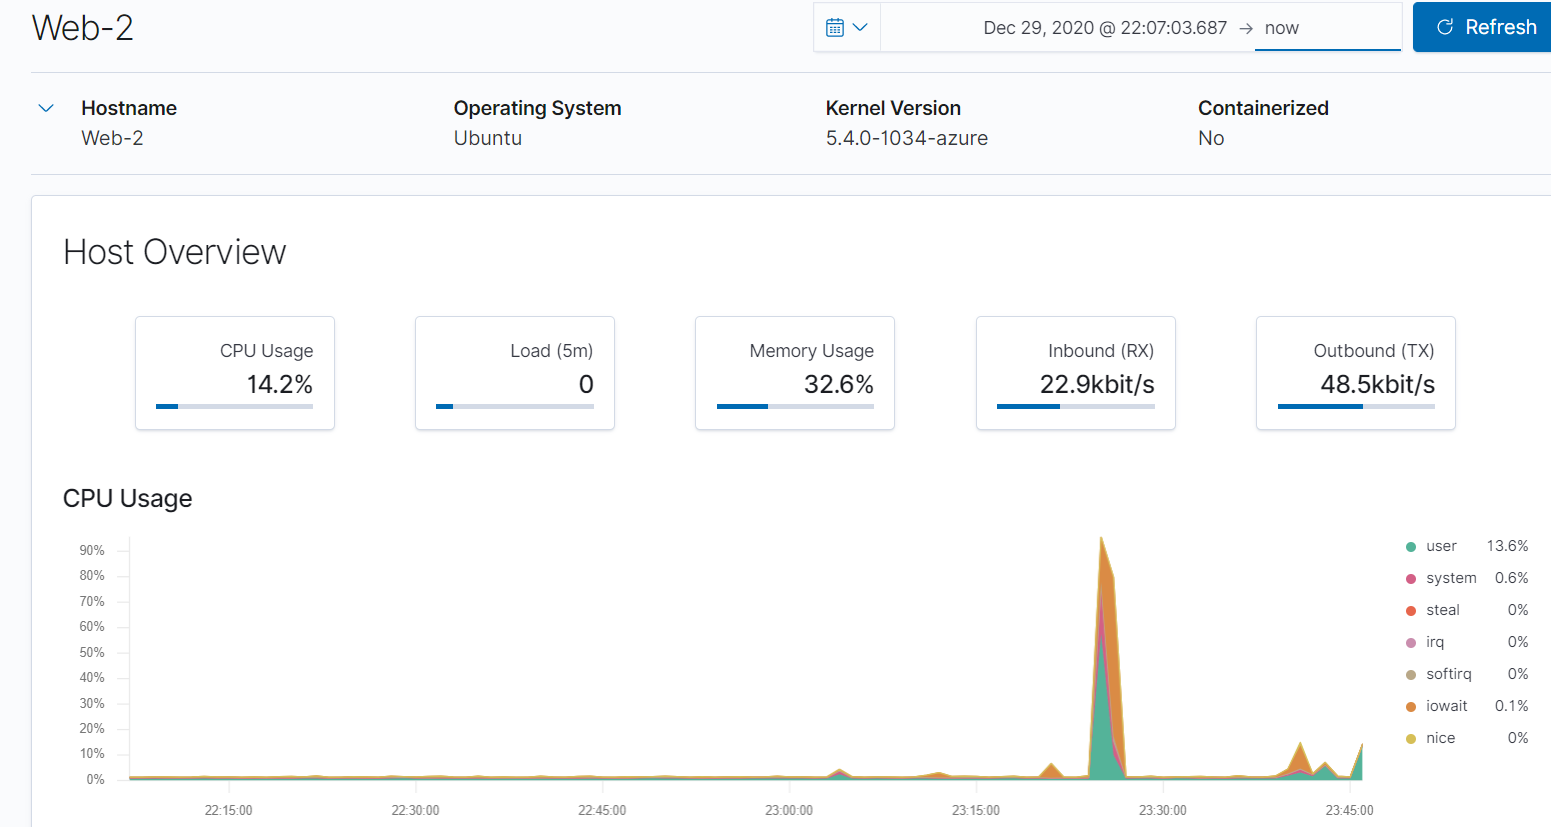 Web-2
Dec 29, 2020 @ 22:07:03.687 → now
Refresh
Hostname Operating System Kernel Version Containerized
Web-2 Ubuntu 5.4.0-1034-azure No
Host Overview
CPU Usage Load (5m) Memory Usage Inbound (RX) Outbound (TX)
14.2% 0 32.6% 22.9kbit/s 48.5kbit/s
CPU Usage
90%
80%
70%
60%
50%
40%
30%
20%
10%
0%
22:15:00 22:30:00 22:45:00 23:00:00 23:15:00 23:30:00 23:45:00
user 13.6%
system 0.6%
steal 0%
irq 0%
softirq 0%
iowait 0.1%
nice 0%